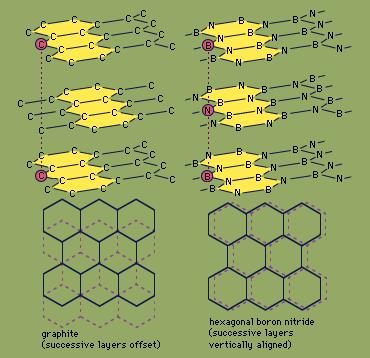 C C C C C C
C C C C C C
C C C C C
C C C
N B N B N
B N B N B N
B N B N B
B N B
C C C C C
C C C C C
C C C C
C C C
B N B N B
N B N B N
N B N B N
N B N
C C C C C C
C C C C C C
C C C C C
C C C
N B N B N
B N B N B N
B N B N B
B N B
graphite
(successive layers offset)
hexagonal boron nitride
(successive layers
vertically aligned)